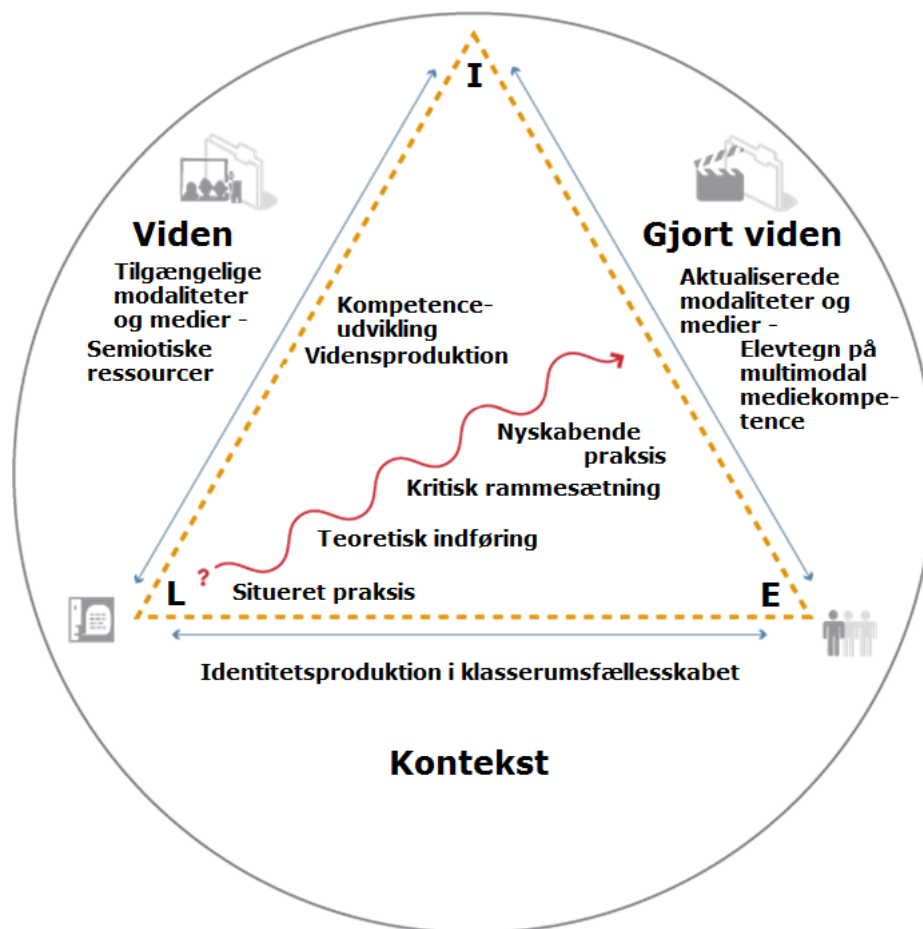 I
Viden
Tilgængelige
modaliteter
og medier -
Semiotiske
ressourcer
Gjort viden
Aktualiserede
modaliteter og
medier -
Elevtegn på
multimodal
mediekompe-
tence
Kompetence-
udvikling
Vidensproduktion
Nyskabende
praksis
Kritisk rammesætning
Teoretisk indføring
?
Situeret praksis
L
E
Identitetsproduktion i klasserumsfællesskabet
Kontekst